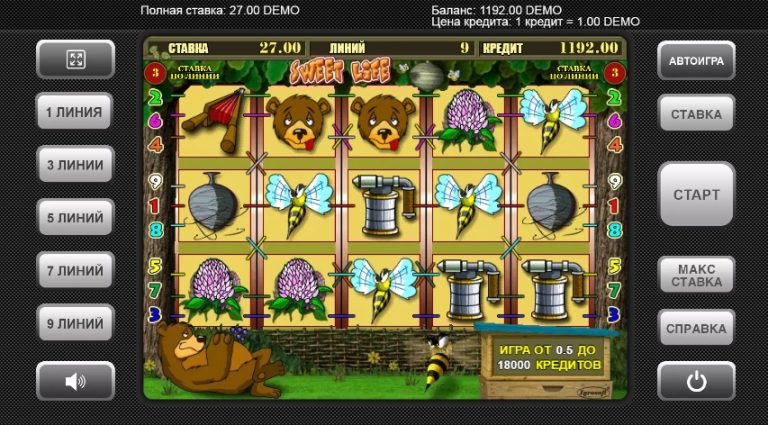 Полная ставка: 27.00 DEMO
Баланс: 1192.00 DEMO
Цена кредита: 1 кредит = 1.00 DEMO
СТАВКА 27.00 ЛИНИЙ 9 КРЕДИТ 1192.00
3 СТАВКА ПО ЛИНИИ
SWEET LIFE
СТАВКА ПО ЛИНИИ 3
АВТОИГРА
1 ЛИНИЯ
3 ЛИНИИ
5 ЛИНИЙ
7 ЛИНИЙ
9 ЛИНИЙ
2 2
6 6
4 4
9 9
1 1
8 8
5 5
7 7
3 3
СТАВКА
СТАРТ
МАКС
СТАВКА
СПРАВКА
ИГРА ОТ 0.5 ДО
18000 КРЕДИТОВ
Igrosoft